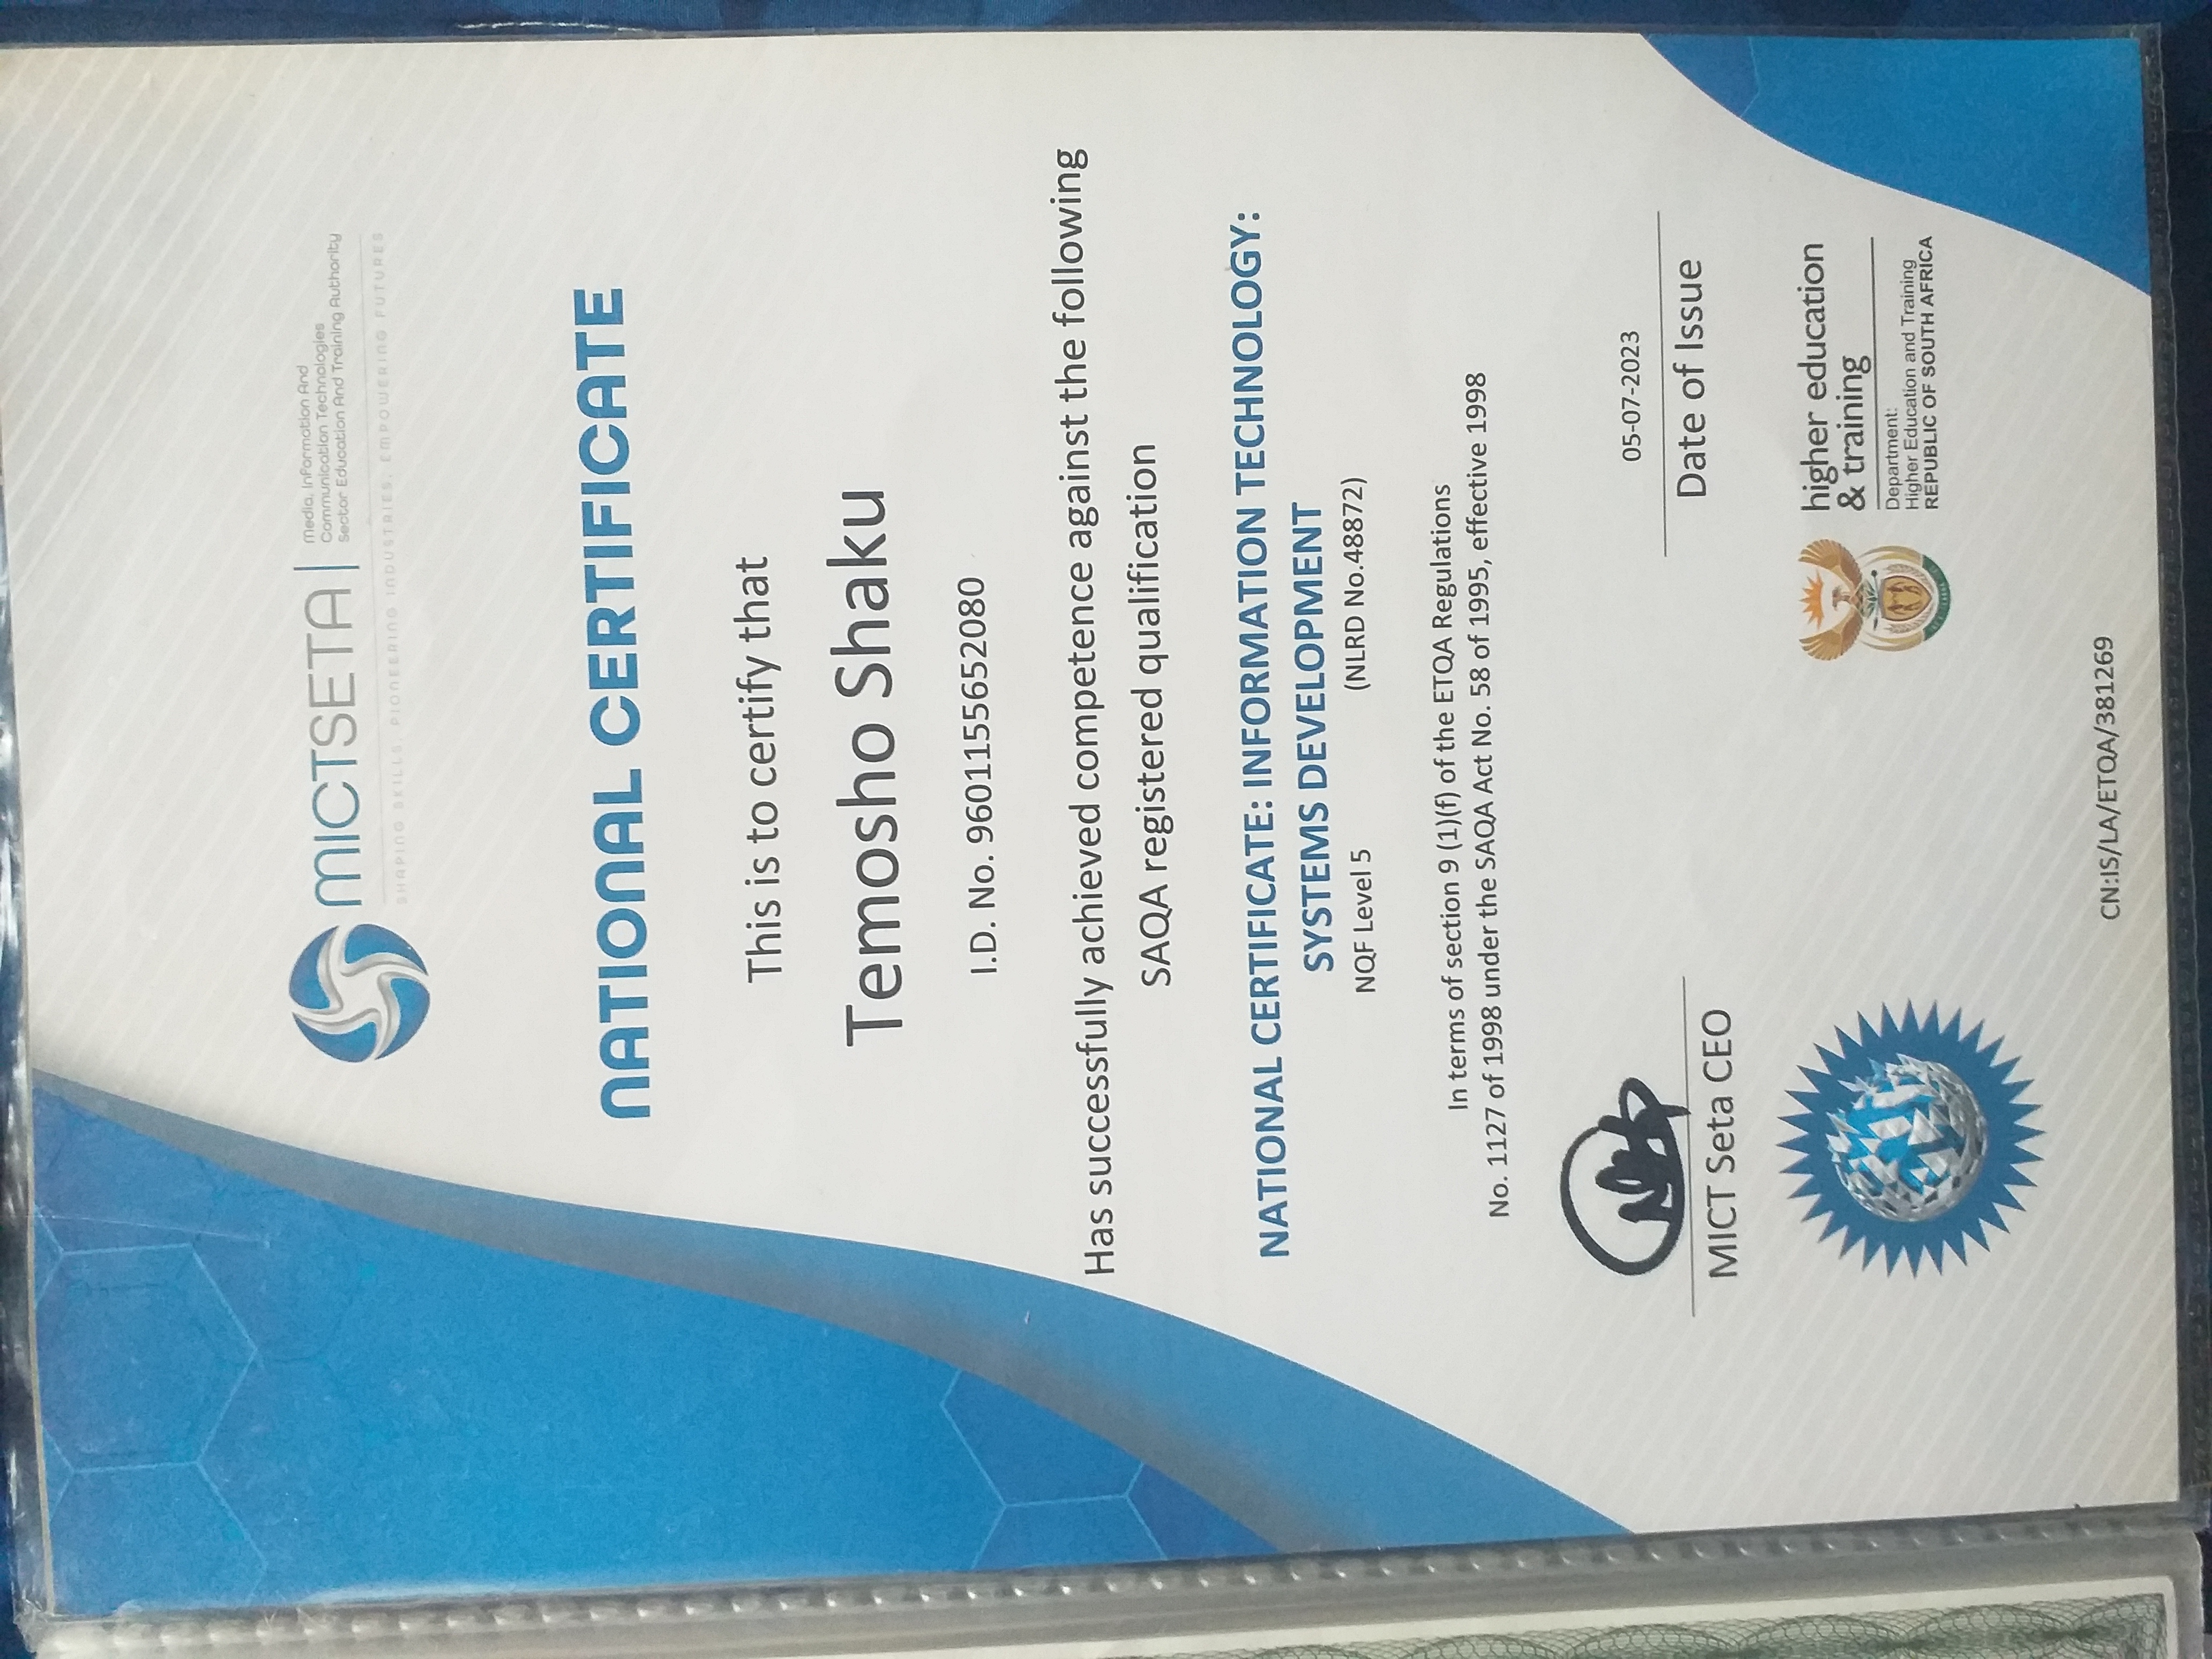 MICTSETA
Media, Information And
Communication Technologies
Sector Education And Training Authority
SHAPING SKILLS, PIONEERING INDUSTRIES, EMPOWERING FUTURES
NATIONAL CERTIFICATE
This is to certify that
Temosho Shaku
I.D. No. 9601155652080
Has successfully achieved competence against the following
SAQA registered qualification
NATIONAL CERTIFICATE: INFORMATION TECHNOLOGY:
SYSTEMS DEVELOPMENT
NQF Level 5 (NLRD No.48872)
In terms of section 9 (1)(f) of the ETQA Regulations
No. 1127 of 1998 under the SAQA Act No. 58 of 1995, effective 1998
05-07-2023
MICT Seta CEO
Date of Issue
higher education
& training
Department:
Higher Education and Training
REPUBLIC OF SOUTH AFRICA
CN:IS/LA/ETQA/381269